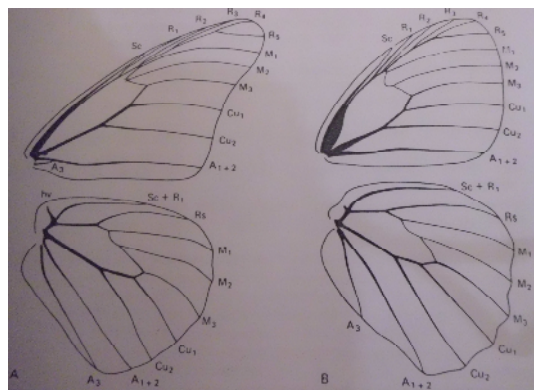 Sc R₁ R₂ R₃ R₄
R₅
M₁
M₂
M₃
Cu₁
Cu₂
A₁₊₂
A₃
hv
Sc + R₁
R₅
M₁
M₂
M₃
Cu₁
Cu₂
A₁₊₂
A₃
A
Sc R₁ R₂ R₃ R₄
R₅
M₁
M₂
M₃
Cu₁
Cu₂
A₁₊₂
Sc + R₁
R₅
M₁
M₂
M₃
Cu₁
Cu₂
A₁₊₂
A₃
B